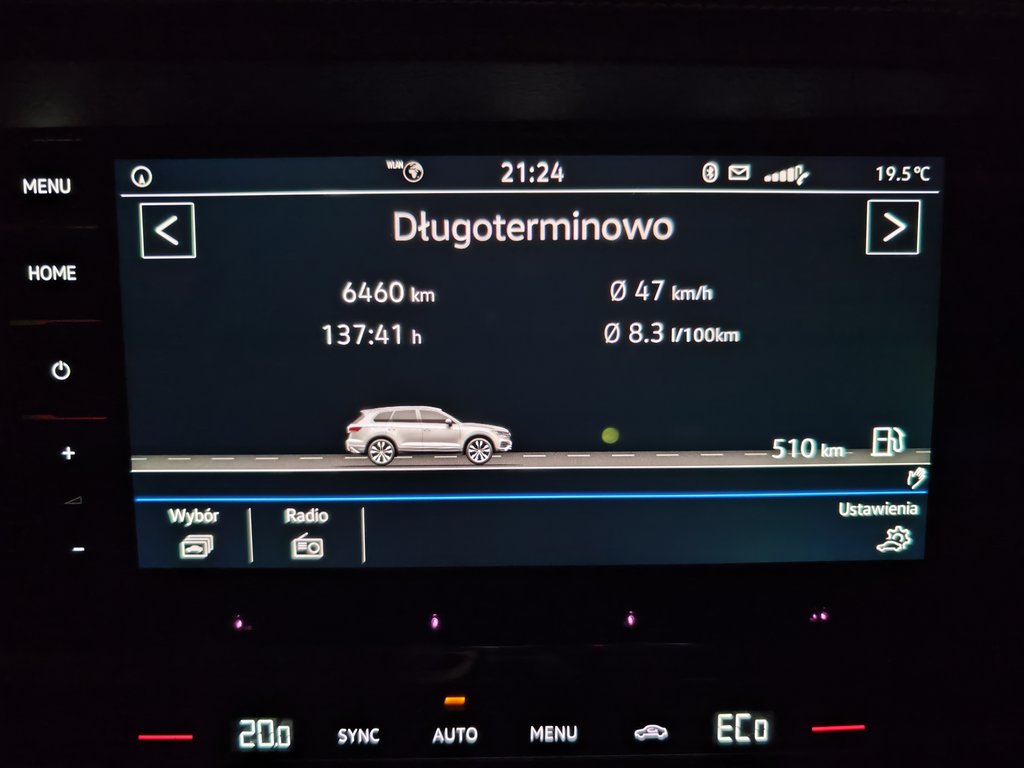 MENU
HOME
WLAN
21:24
19.5°C
<
Długoterminowo
>
6460 km
Ø 47 km/h
137:41 h
Ø 8.3 l/100km
510 km
Wybór
Radio
Ustawienia
+
-
20.0
SYNC
AUTO
MENU
ECo